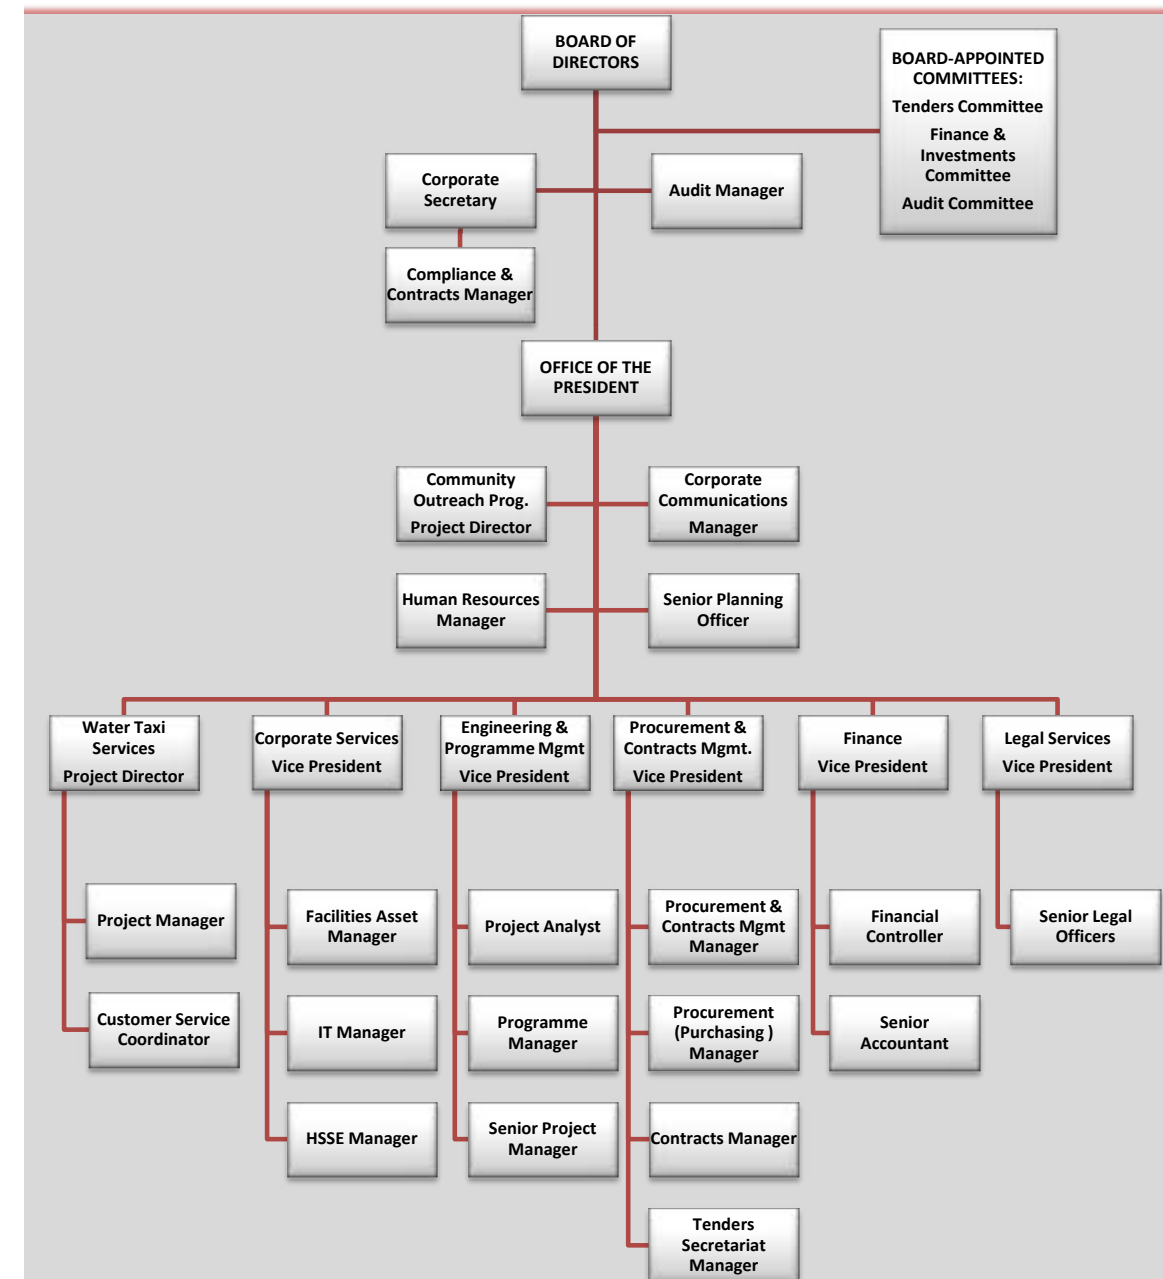 BOARD OF
DIRECTORS
BOARD-APPOINTED
COMMITTEES:
Tenders Committee
Finance &
Investments
Committee
Audit Committee
Corporate
Secretary
Audit Manager
Compliance &
Contracts Manager
OFFICE OF THE
PRESIDENT
Community
Outreach Prog.
Project Director
Corporate
Communications
Manager
Human Resources
Manager
Senior Planning
Officer
Water Taxi
Services
Project Director
Corporate Services
Vice President
Engineering &
Programme Mgmt
Vice President
Procurement &
Contracts Mgmt.
Vice President
Finance
Vice President
Legal Services
Vice President
Project Manager
Facilities Asset
Manager
Project Analyst
Procurement &
Contracts Mgmt
Manager
Financial
Controller
Senior Legal
Officers
Customer Service
Coordinator
IT Manager
Programme
Manager
Procurement
(Purchasing )
Manager
Senior
Accountant
HSSE Manager
Senior Project
Manager
Contracts Manager
Tenders
Secretariat
Manager